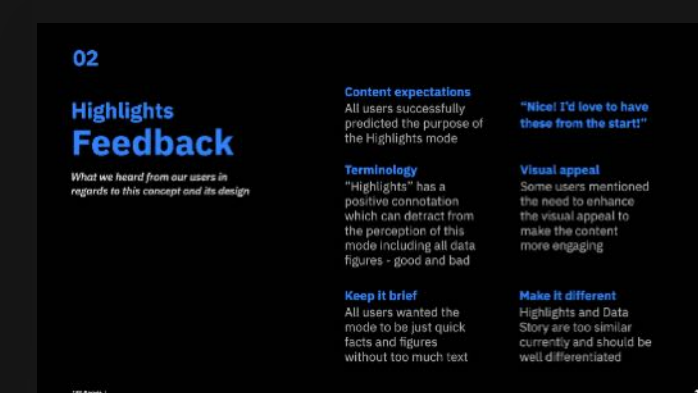 02
Highlights
Feedback
What we heard from our users in
regards to this concept and its design
Content expectations
All users successfully
predicted the purpose of
the Highlights mode
"Nice! I'd love to have
these from the start!"
Terminology
"Highlights" has a
positive connotation
which can detract from
the perception of this
mode including all data
figures - good and bad
Visual appeal
Some users mentioned
the need to enhance
the visual appeal to
make the content
more engaging
Keep it brief
All users wanted the
mode to be just quick
facts and figures
without too much text
Make it different
Highlights and Data
Story are too similar
currently and should be
well differentiated